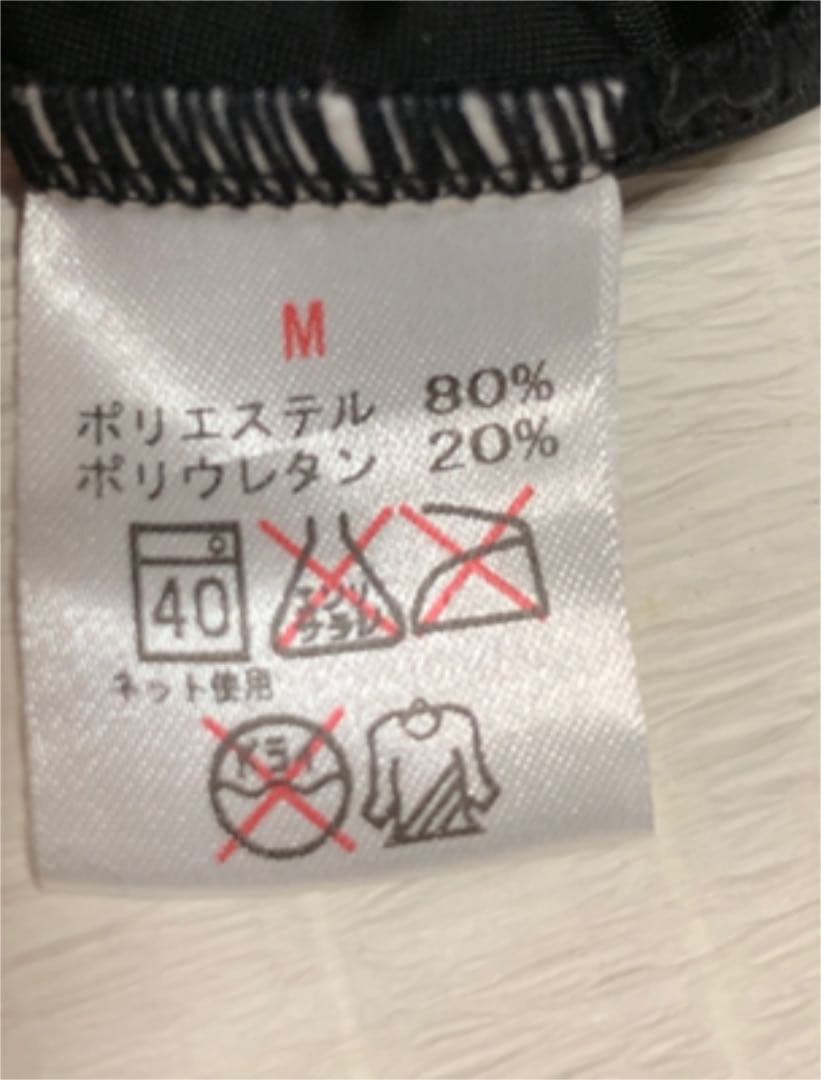 M
ポリエステル 80%
ポリウレタン 20%
40
エンソ
サラシ
ネット使用
ドライ